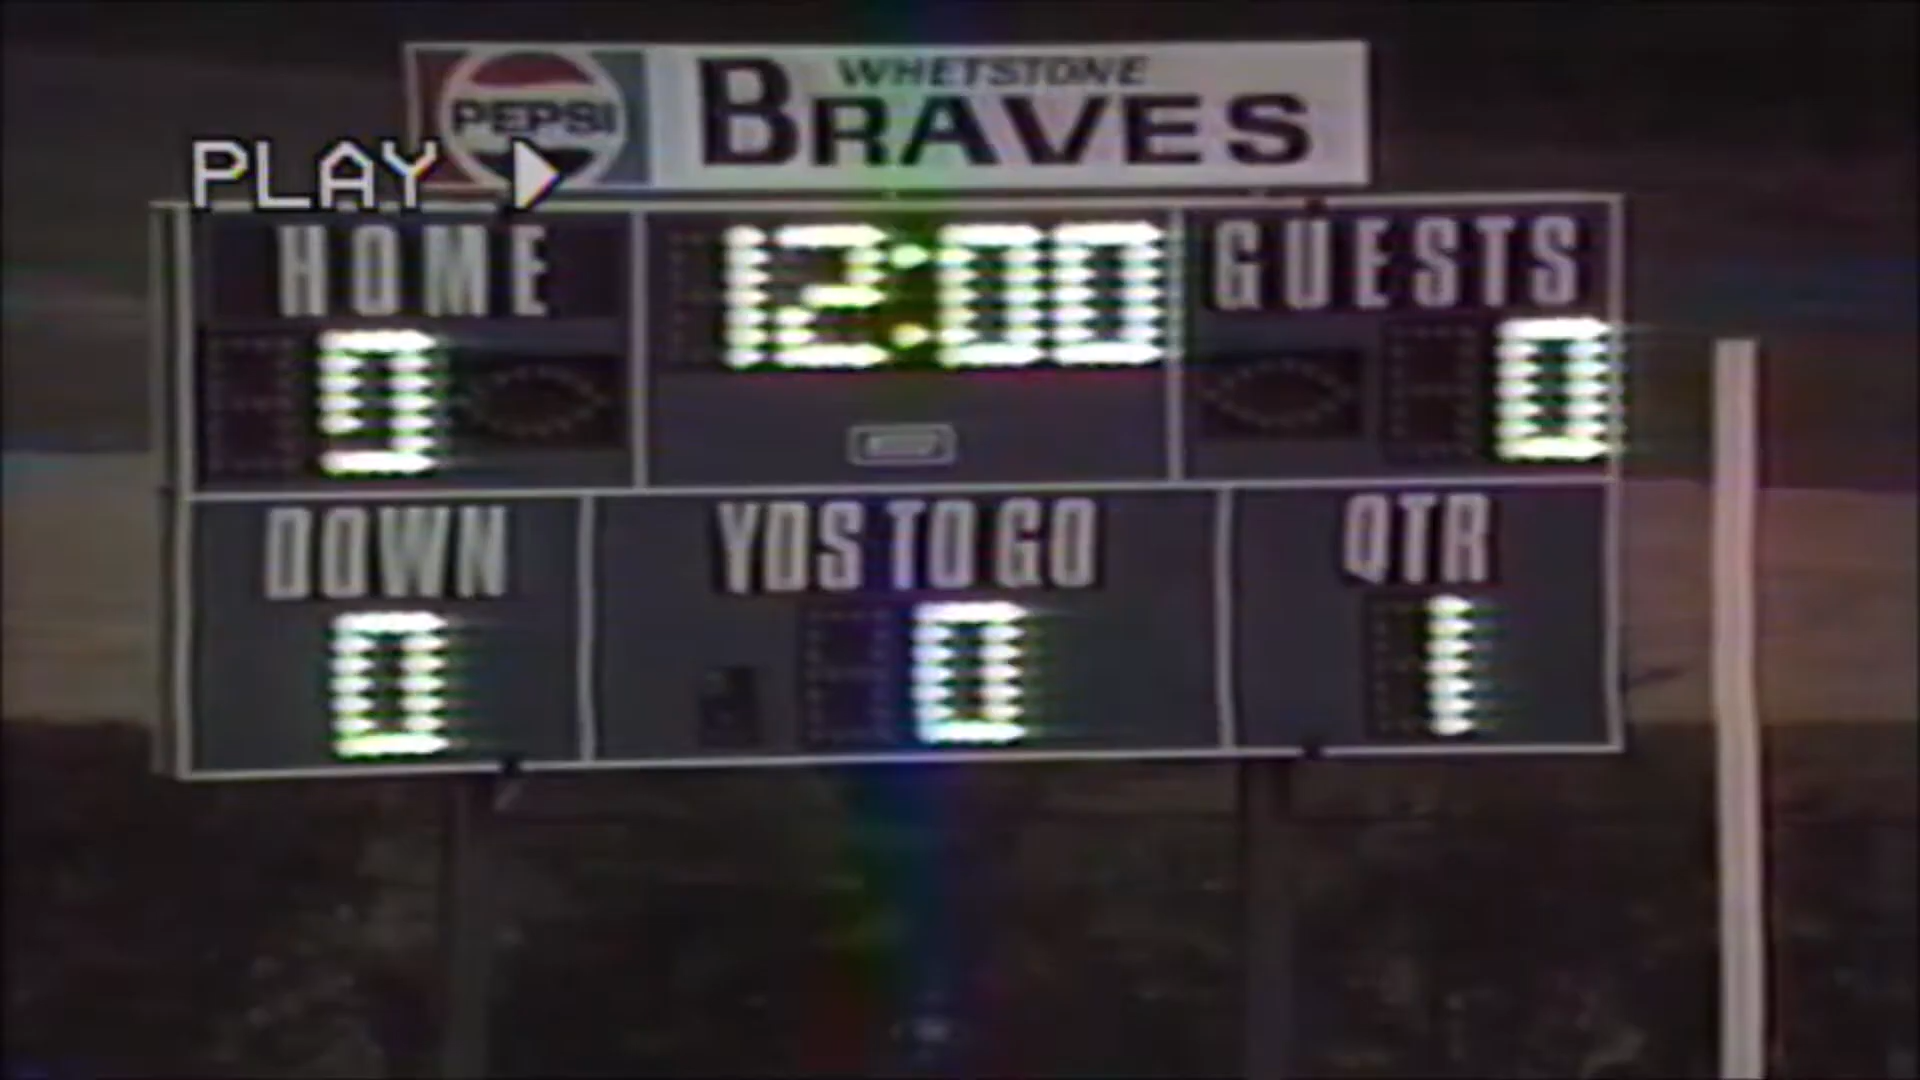 WHETSTONE
PEPSI BRAVES
PLAY
HOME 12:00 GUESTS
0 0
DOWN YDS TO GO QTR
0 0 1